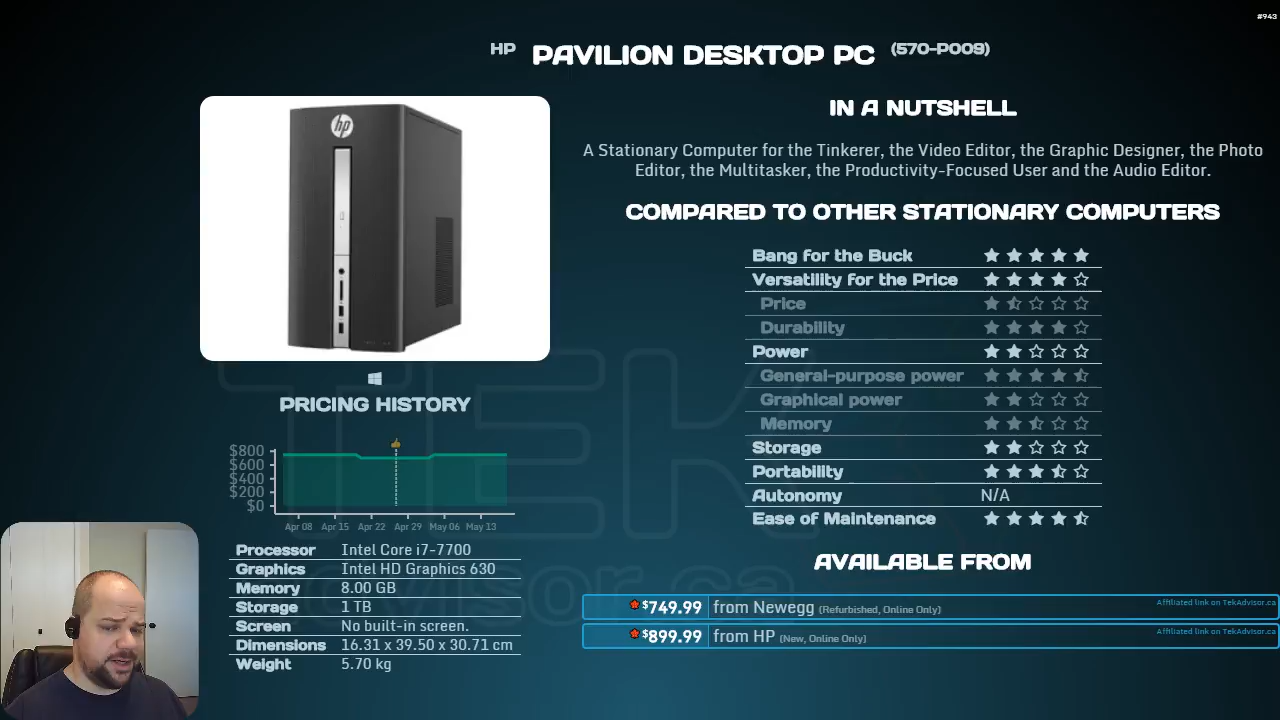 #943
HP PAVILION DESKTOP PC (570-P009)
hp
IN A NUTSHELL
A Stationary Computer for the Tinkerer, the Video Editor, the Graphic Designer, the Photo
Editor, the Multitasker, the Productivity-Focused User and the Audio Editor.
COMPARED TO OTHER STATIONARY COMPUTERS
Bang for the Buck
Versatility for the Price
Price
Durability
Power
General-purpose power
Graphical power
Memory
Storage
Portability
Autonomy N/A
Ease of Maintenance
PRICING HISTORY
$800
$600
$400
$200
$0
Apr 08 Apr 15 Apr 22 Apr 29 May 06 May 13
Processor Intel Core i7-7700
Graphics Intel HD Graphics 630
Memory 8.00 GB
Storage 1 TB
Screen No built-in screen.
Dimensions 16.31 x 39.50 x 30.71 cm
Weight 5.70 kg
AVAILABLE FROM
$749.99 from Newegg (Refurbished, Online Only) Affiliated link on TekAdvisor.ca
$899.99 from HP (New, Online Only) Affiliated link on TekAdvisor.ca
TEK
advisor.ca